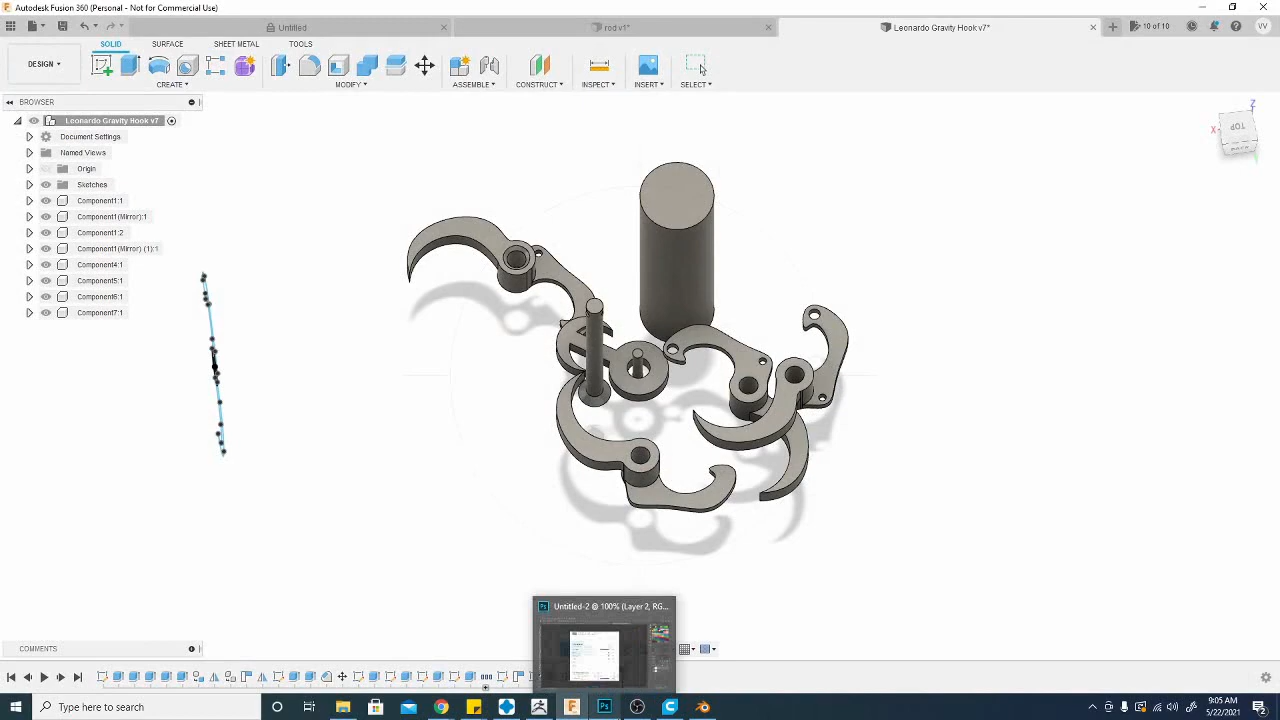 Autodesk Fusion 360 (Personal - Not for Commercial Use)
Untitled
rod v1*
Leonardo Gravity Hook v7*
10 of 10
VV
SOLID
SURFACE
SHEET METAL
TOOLS
DESIGN
CREATE
MODIFY
ASSEMBLE
CONSTRUCT
INSPECT
INSERT
SELECT
BROWSER
Leonardo Gravity Hook v7
Document Settings
Named Views
Origin
Sketches
Component1:1
Component1(Mirror):1
Component1:2
Component1(Mirror) (1):1
Component4:1
Component5:1
Component6:1
Component7:1
Z
X
TOP
Ps
Untitled-2 @ 100% (Layer 2, RG...
COMMENTS
Type here to search
F
Ps
9:05 AM
5/22/2021